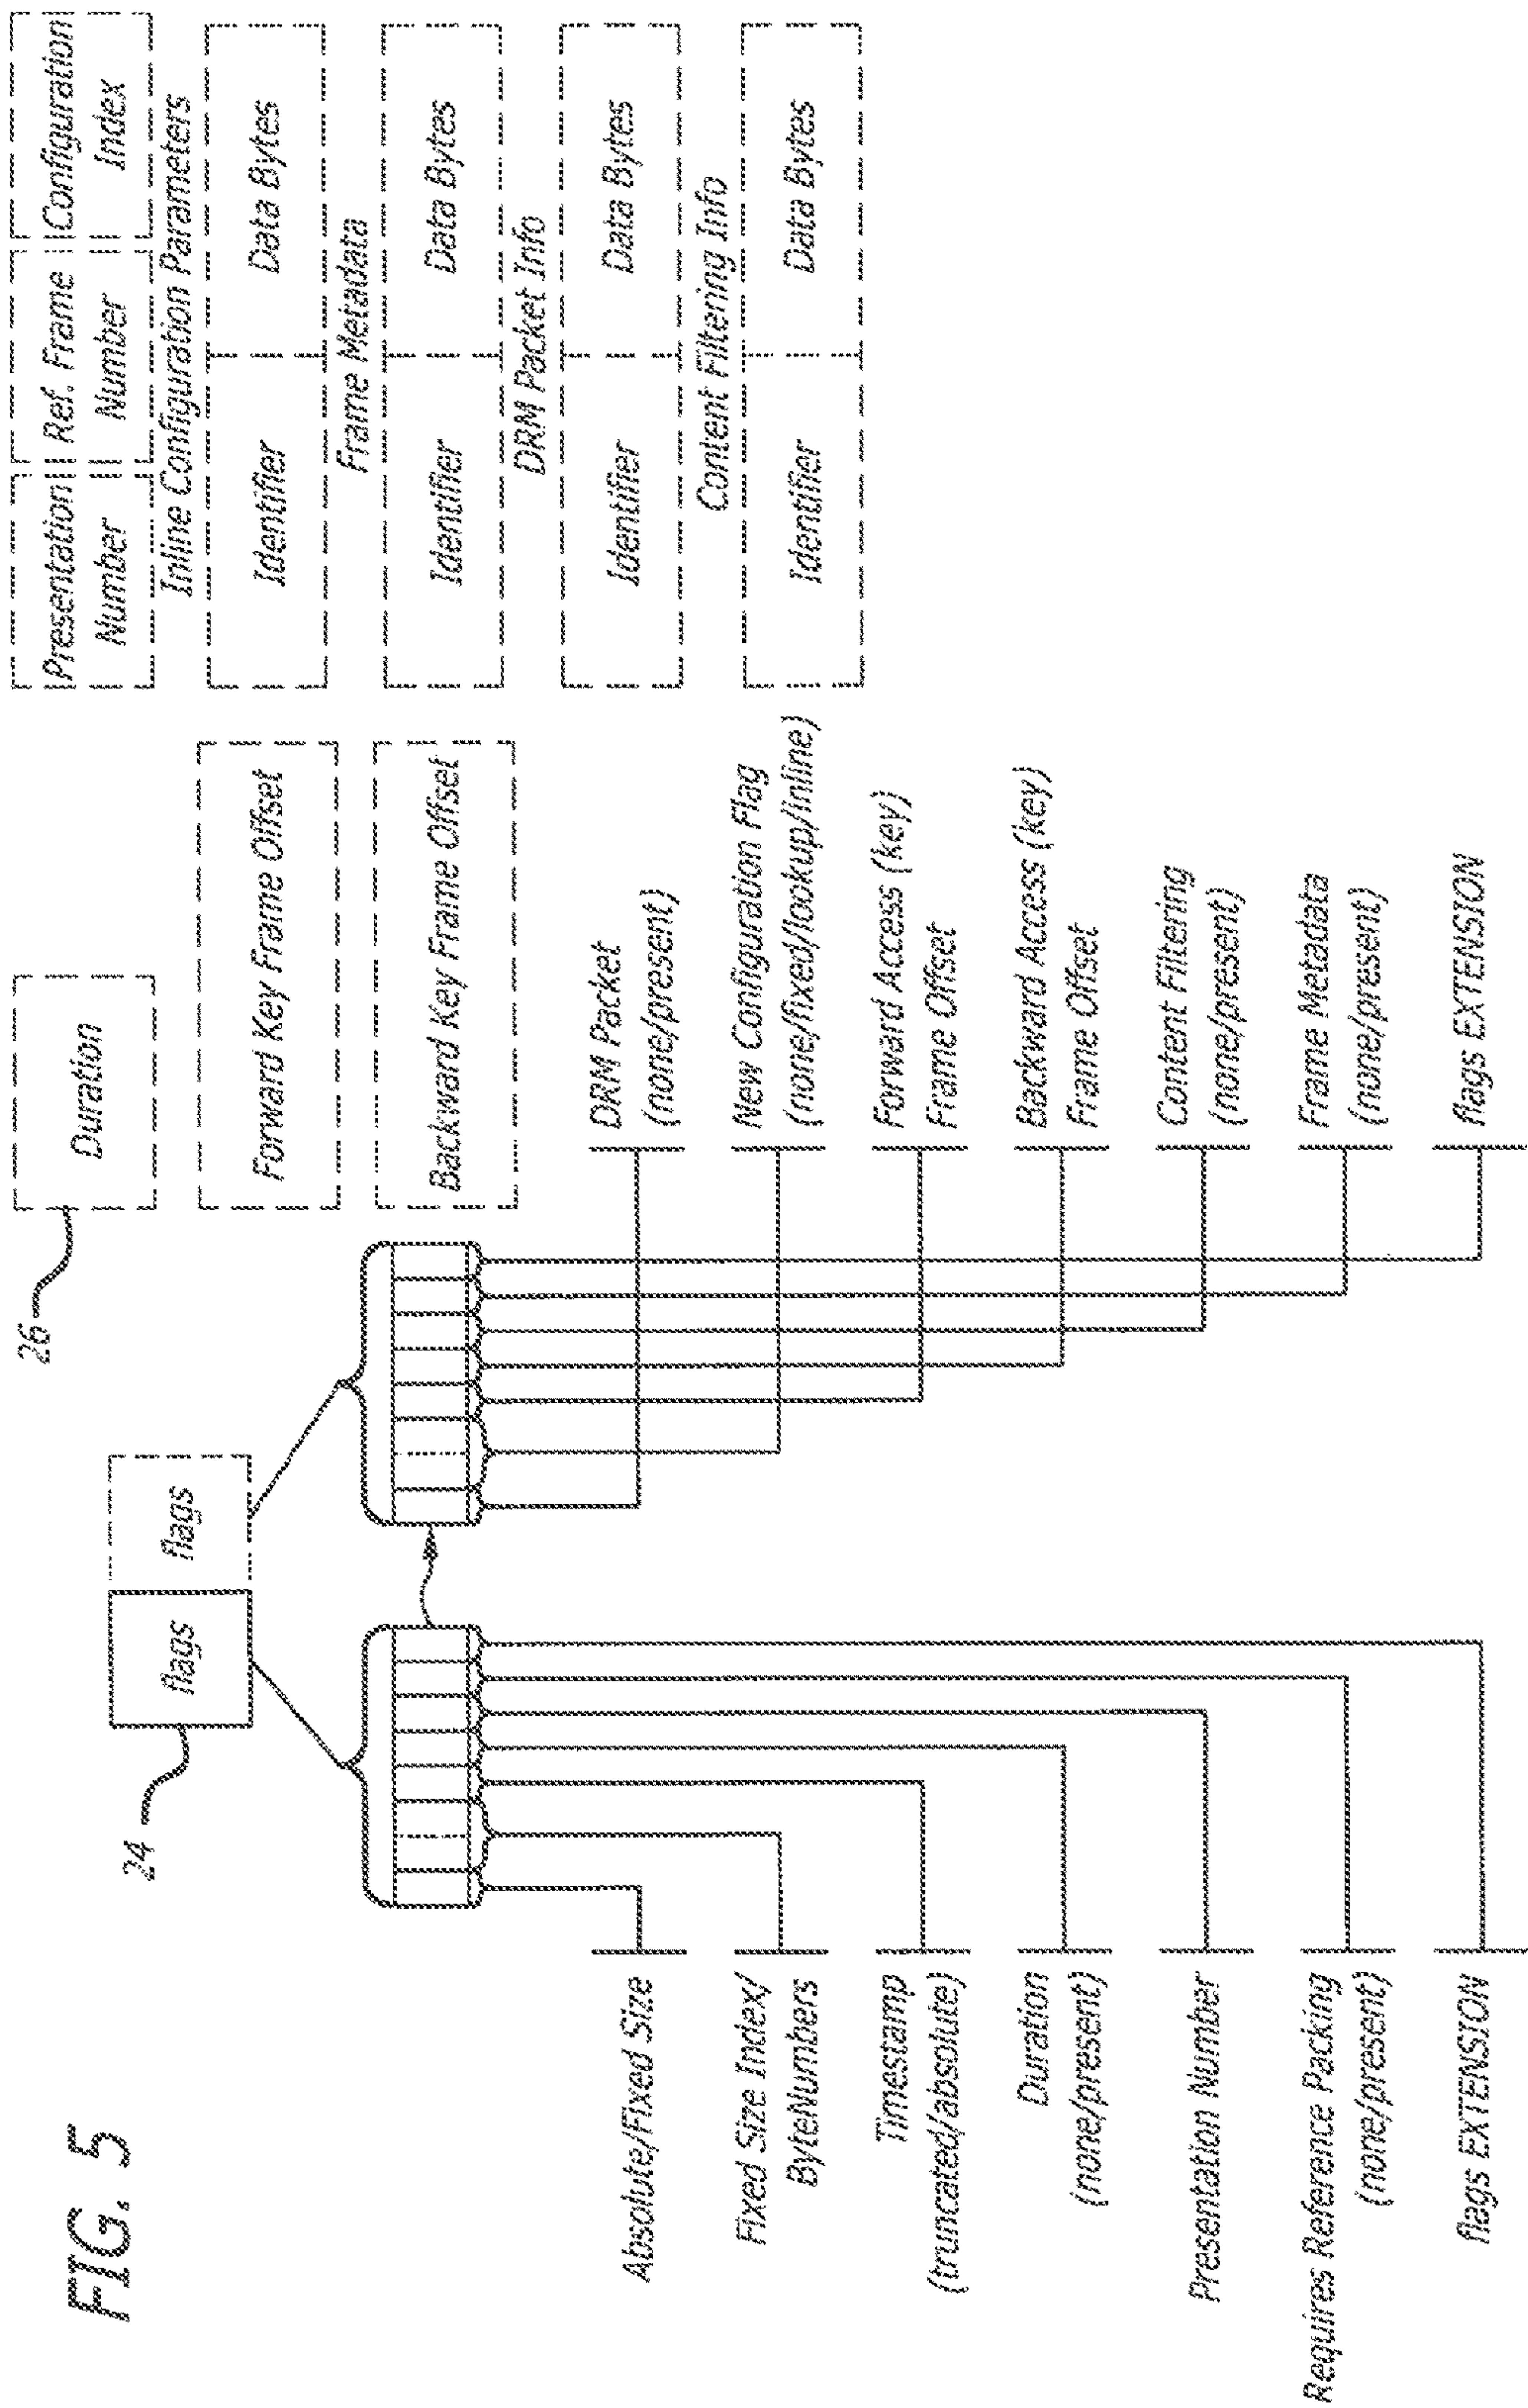 FIG. 5
24
flags
flags
26
Duration
Presentation
Number
Ref. Frame
Number
Configuration
Index
Forward Key Frame Offset
Backward Key Frame Offset
Inline Configuration Parameters
Identifier
Data Bytes
Frame Metadata
Identifier
Data Bytes
DRM Packet Info
Identifier
Data Bytes
Content Filtering Info
Identifier
Data Bytes
Absolute/Fixed Size
Fixed Size Index/
ByteNumbers
Timestamp
(truncated/absolute)
Duration
(none/present)
Presentation Number
Requires Reference Packing
(none/present)
flags EXTENSION
DRM Packet
(none/present)
New Configuration Flag
(none/fixed/lookup/inline)
Forward Access (key)
Frame Offset
Backward Access (key)
Frame Offset
Content Filtering
(none/present)
Frame Metadata
(none/present)
flags EXTENSION